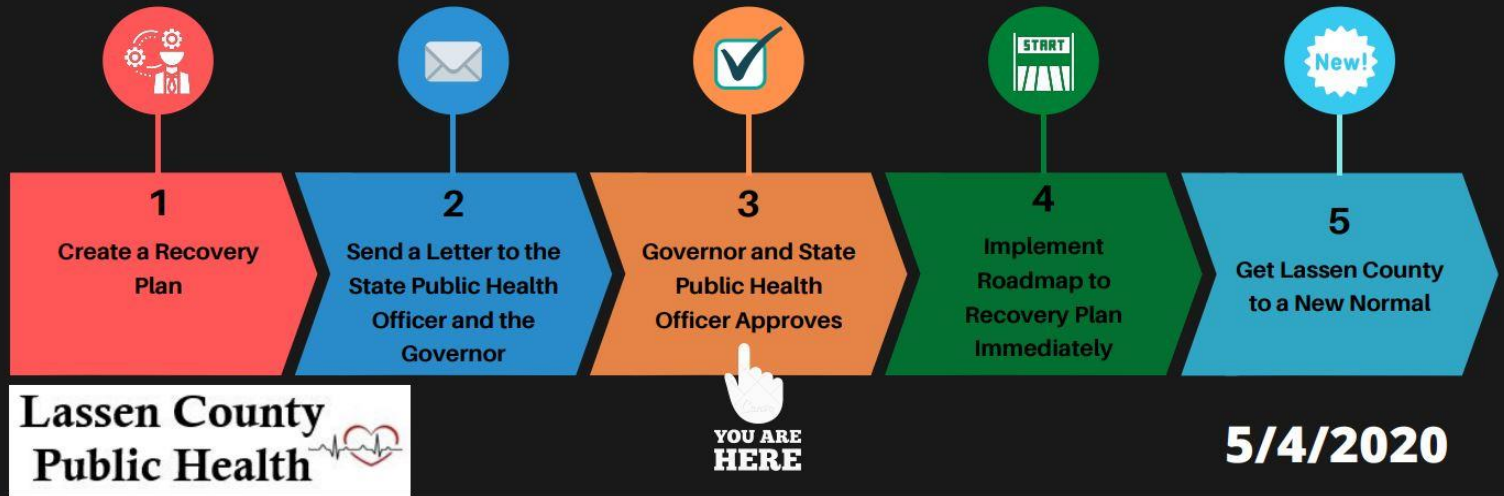 START
New!
1
Create a Recovery
Plan
2
Send a Letter to the
State Public Health
Officer and the
Governor
3
Governor and State
Public Health
Officer Approves
4
Implement
Roadmap to
Recovery Plan
Immediately
5
Get Lassen County
to a New Normal
Lassen County
Public Health
Canva
YOU ARE
HERE
5/4/2020